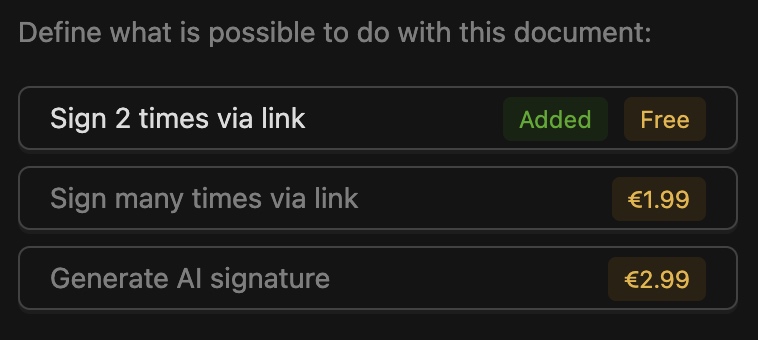 Define what is possible to do with this document:
Sign 2 times via link Added Free
Sign many times via link €1.99
Generate AI signature €2.99